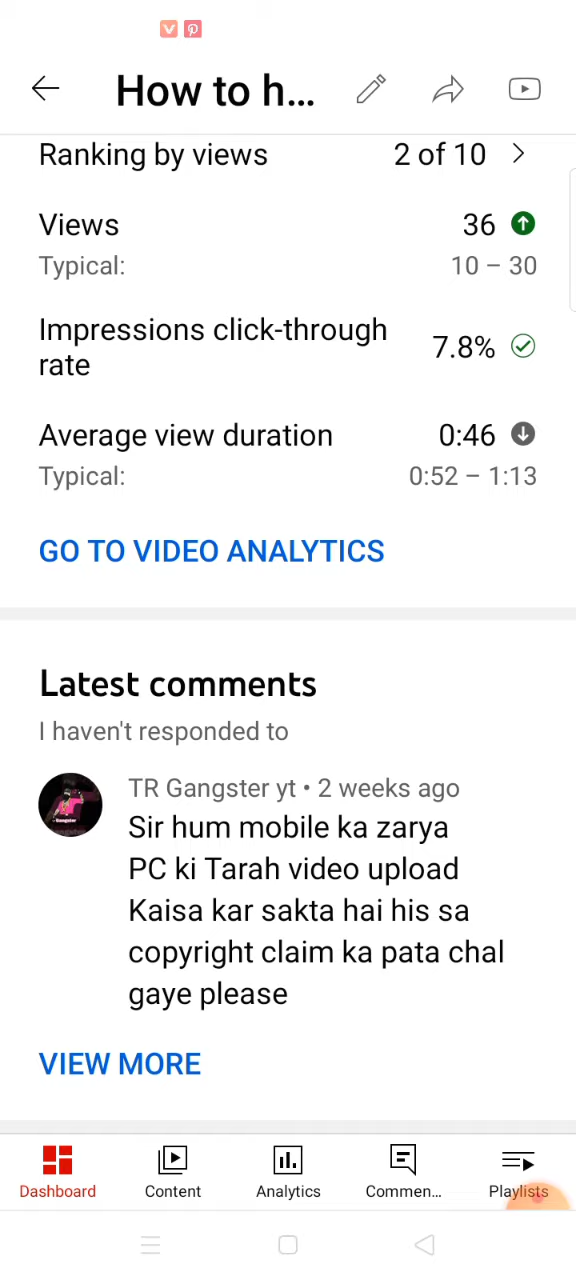 How to h...
Ranking by views 2 of 10
Views 36
Typical: 10 – 30
Impressions click-through
rate 7.8%
Average view duration 0:46
Typical: 0:52 – 1:13
GO TO VIDEO ANALYTICS
Latest comments
I haven't responded to
TR Gangster yt • 2 weeks ago
Sir hum mobile ka zarya
PC ki Tarah video upload
Kaisa kar sakta hai his sa
copyright claim ka pata chal
gaye please
VIEW MORE
Dashboard Content Analytics Commen... Playlists